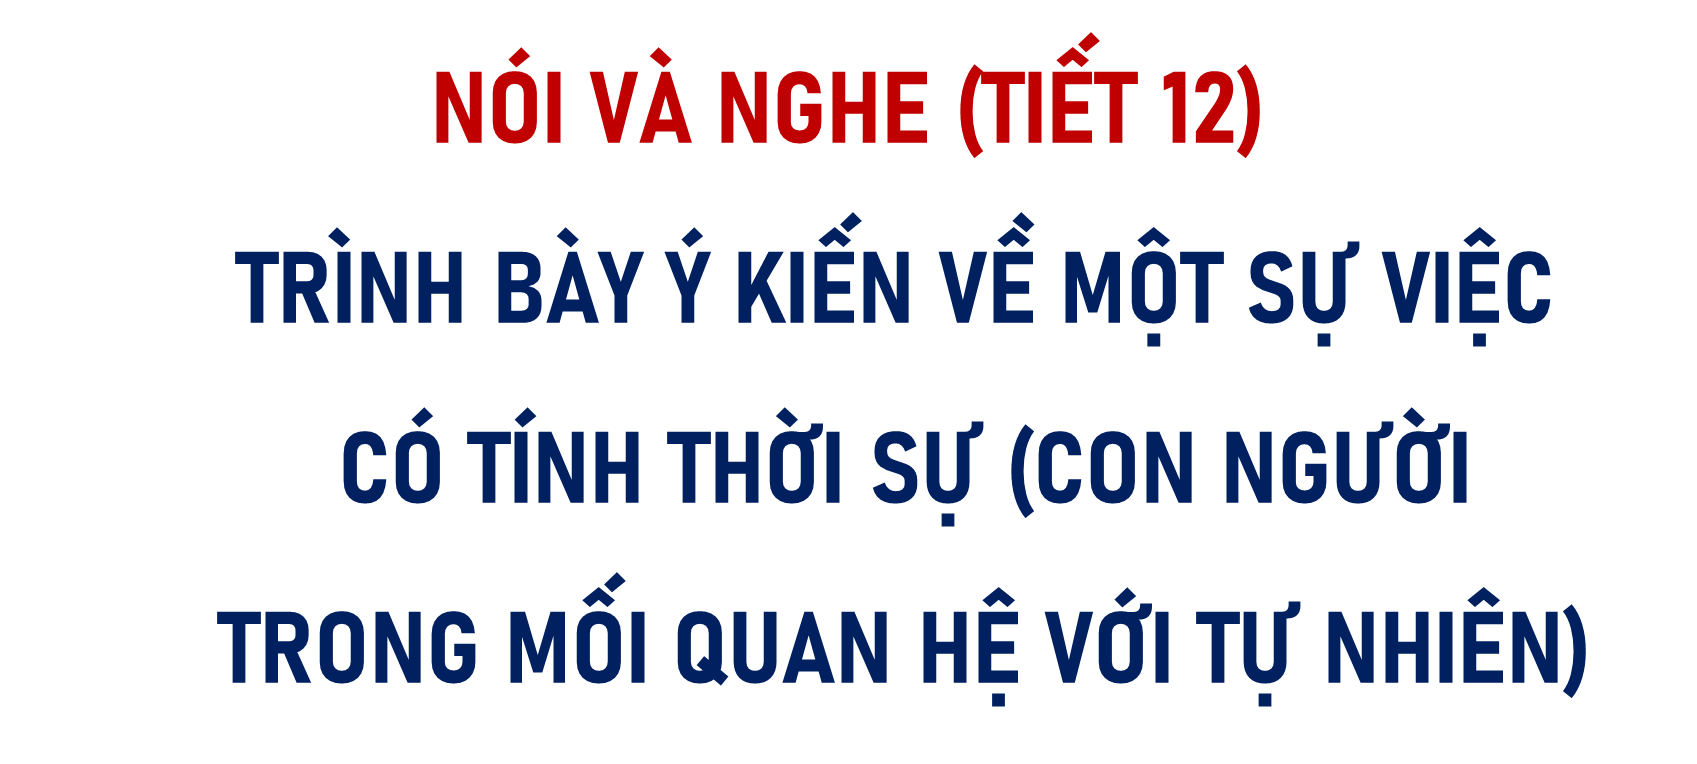 NÓI VÀ NGHE (TIẾT 12)
TRÌNH BÀY Ý KIẾN VỀ MỘT SỰ VIỆC
CÓ TÍNH THỜI SỰ (CON NGƯỜI
TRONG MỐI QUAN HỆ VỚI TỰ NHIÊN)